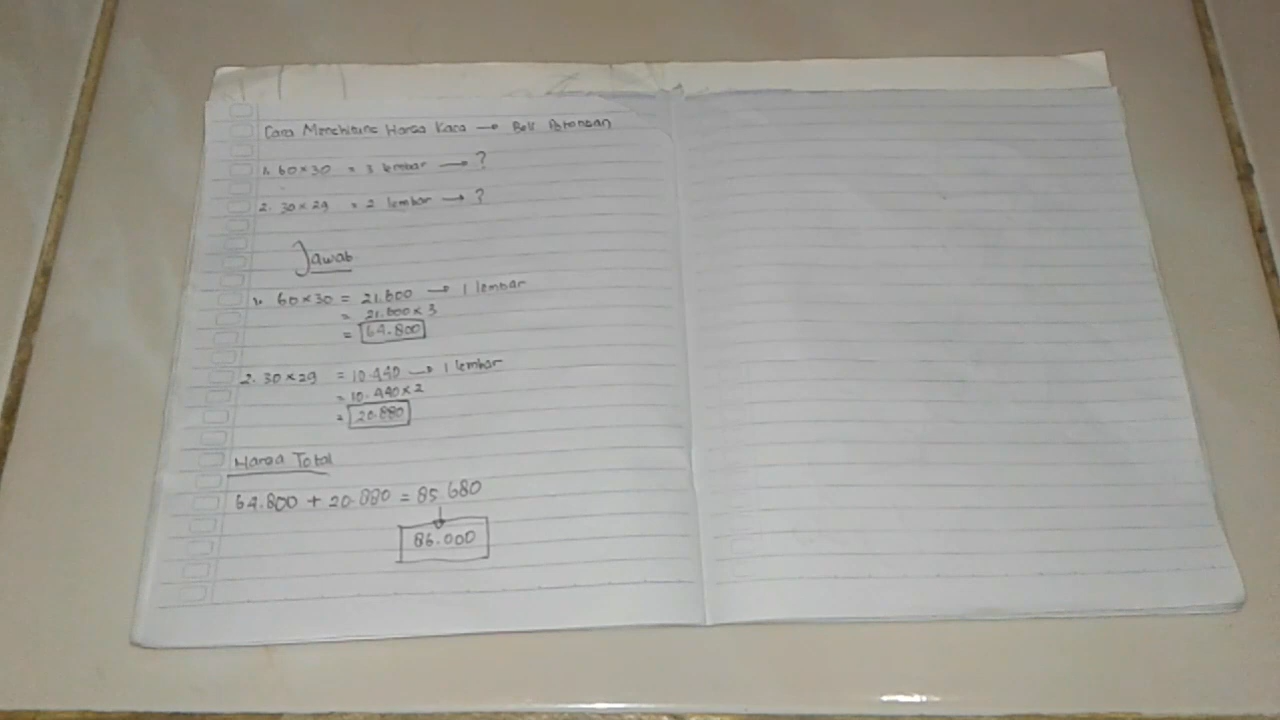 Cara Menghitung Harga Kaca → Beli Potongan
1. 60 x 30 = 3 lembar → ?
2. 30 x 29 = 2 lembar → ?
Jawab
1. 60 x 30 = 21.600 → 1 lembar
= 21.600 x 3
= 64.800
2. 30 x 29 = 10.440 → 1 lembar
= 10.440 x 2
= 20.880
Harga Total
64.800 + 20.880 = 85.680
↓
86.000